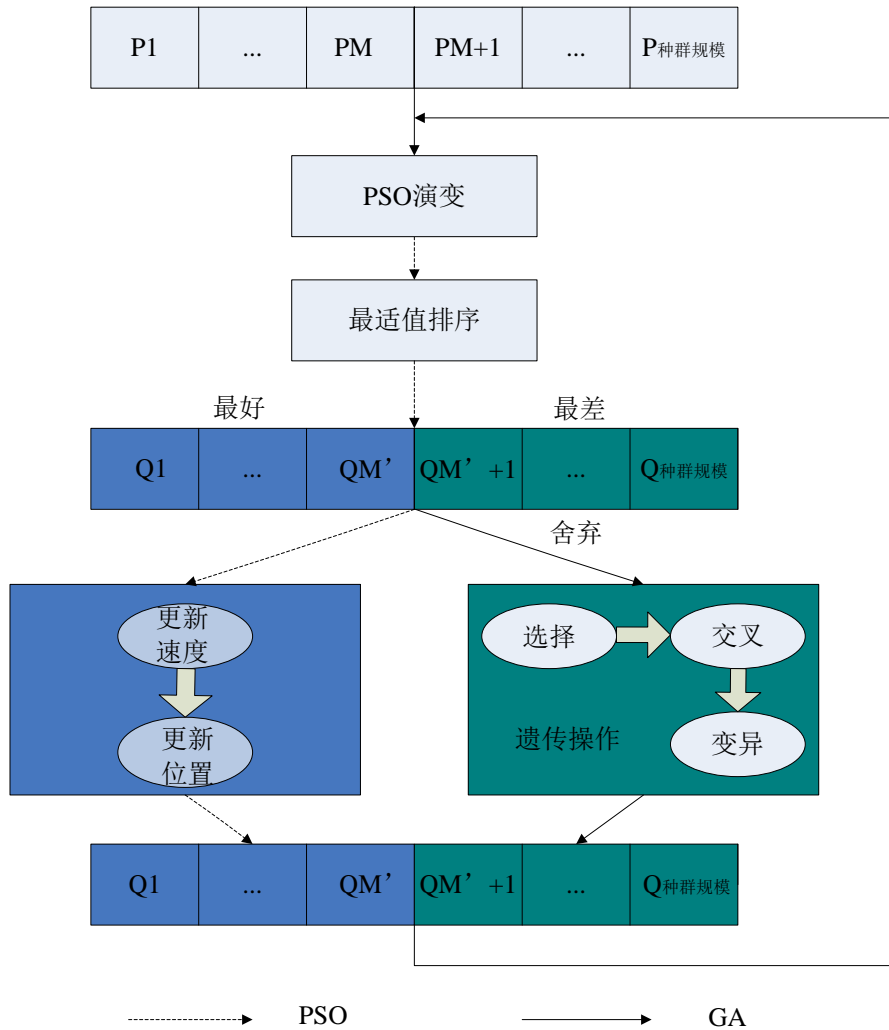 P1 ... PM PM+1 ... P种群规模
PSO演变
最适值排序
最好 最差
Q1 ... QM’ QM’+1 ... Q种群规模
舍弃
更新
速度
选择 交叉
更新
位置
遗传操作 变异
Q1 ... QM’ QM’+1 ... Q种群规模
PSO GA